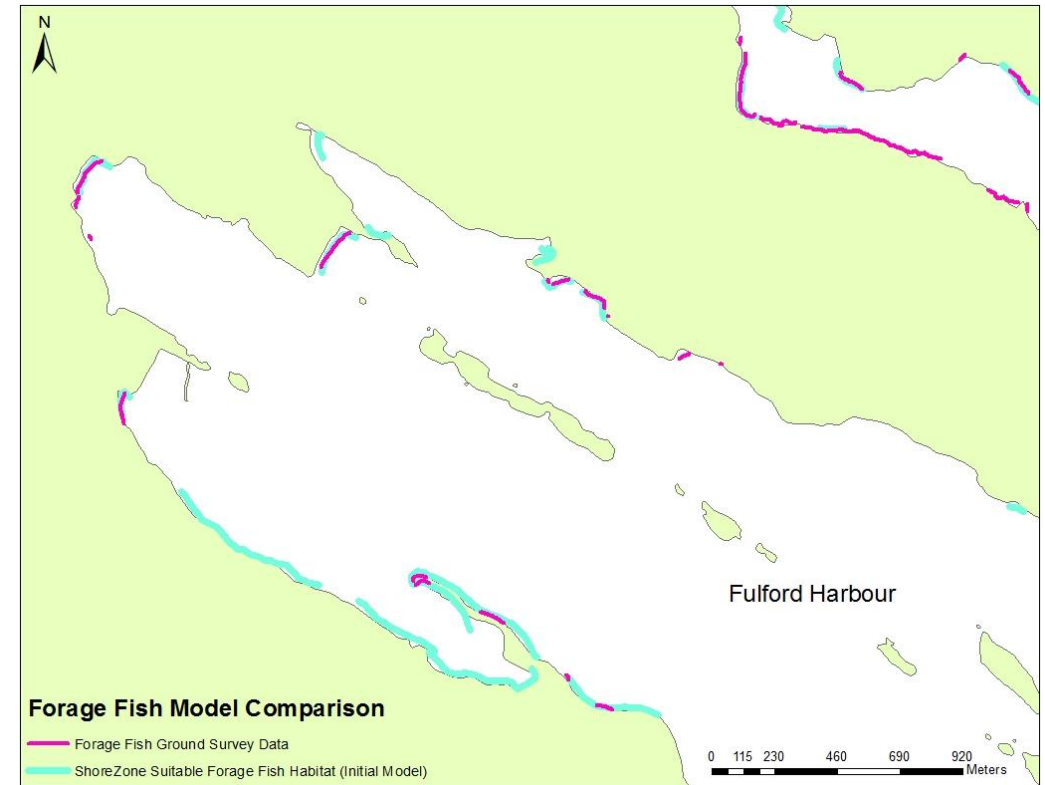 N
Fulford Harbour
Forage Fish Model Comparison
Forage Fish Ground Survey Data
ShoreZone Suitable Forage Fish Habitat (Initial Model)
0 115 230 460 690 920
Meters